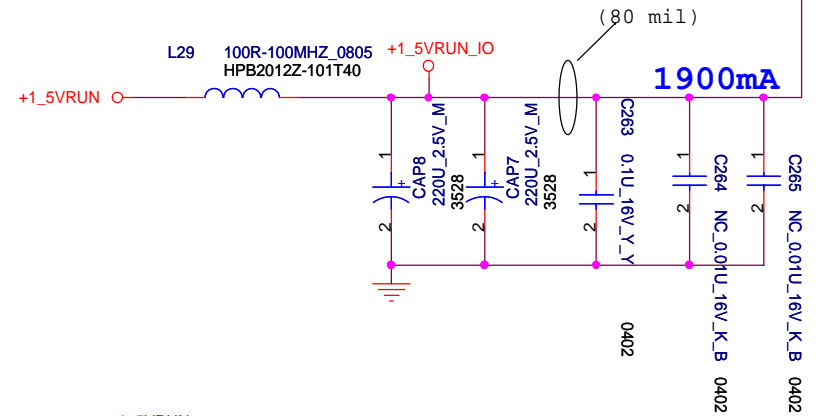 (80 mil)
L29
100R-100MHZ_0805
HPB2012Z-101T40
+1_5VRUN_IO
1900mA
+1_5VRUN
1
+
2
CAP8
220U_2.5V_M
3528
1
+
2
CAP7
220U_2.5V_M
3528
1
2
C263 0.1U_16V_Y_Y 0402
1
2
C264 NC_0.01U_16V_K_B 0402
1
2
C265 NC_0.01U_16V_K_B 0402